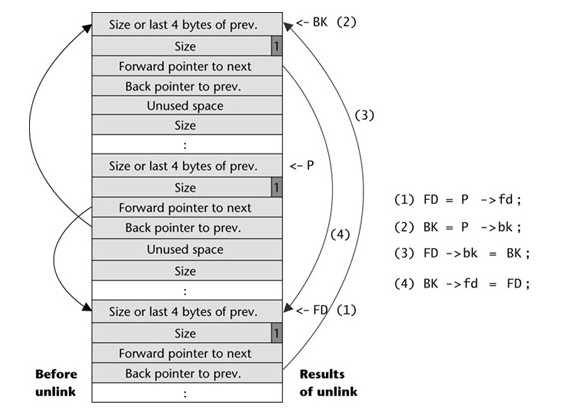 Size or last 4 bytes of prev.
<- BK (2)
Size
1
Forward pointer to next
Back pointer to prev.
Unused space
Size
:
(3)
Size or last 4 bytes of prev.
<- P
Size
1
Forward pointer to next
Back pointer to prev.
(4)
Unused space
Size
:
Size or last 4 bytes of prev.
<- FD (1)
Size
1
Forward pointer to next
Back pointer to prev.
:
Before
unlink
Results
of unlink
(1) FD = P ->fd;
(2) BK = P ->bk;
(3) FD ->bk = BK;
(4) BK ->fd = FD;